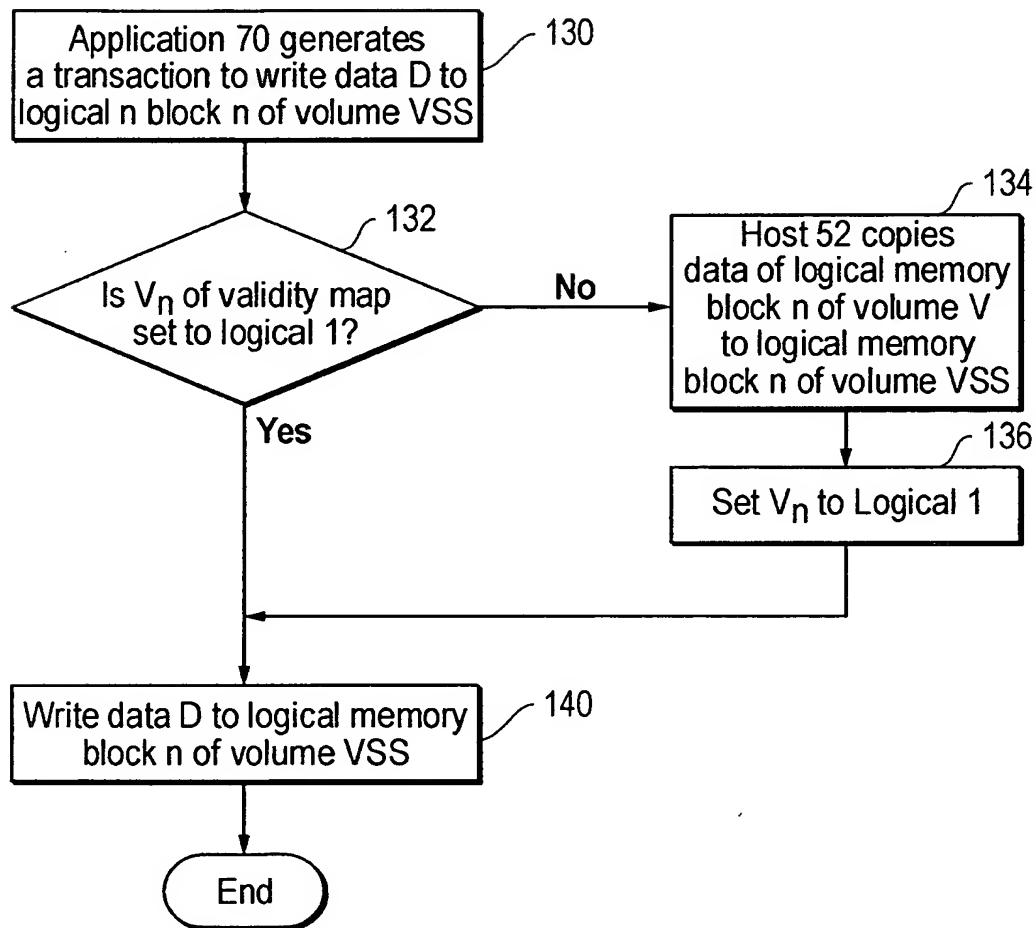 Application 70 generates
a transaction to write data D to
logical n block n of volume VSS
130
132
Is Vn of validity map
set to logical 1?
No
Yes
134
Host 52 copies
data of logical memory
block n of volume V
to logical memory
block n of volume VSS
136
Set Vn to Logical 1
Write data D to logical memory
block n of volume VSS
140
End